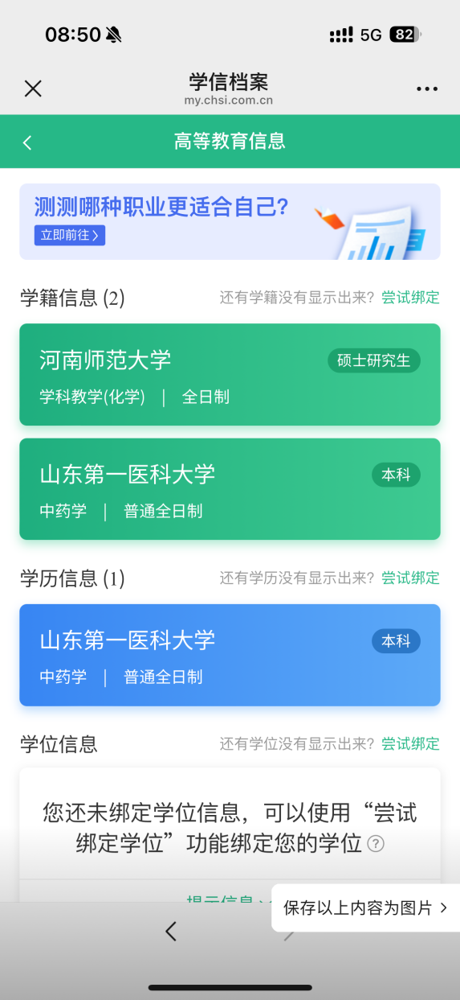 08:50
5G 82
学信档案
my.chsi.com.cn
高等教育信息
测测哪种职业更适合自己?
立即前往
学籍信息 (2) 还有学籍没有显示出来? 尝试绑定
河南师范大学 硕士研究生
学科教学(化学) | 全日制
山东第一医科大学 本科
中药学 | 普通全日制
学历信息 (1) 还有学历没有显示出来? 尝试绑定
山东第一医科大学 本科
中药学 | 普通全日制
学位信息 还有学位没有显示出来? 尝试绑定
您还未绑定学位信息，可以使用“尝试
绑定学位”功能绑定您的学位
提示信息
保存以上内容为图片